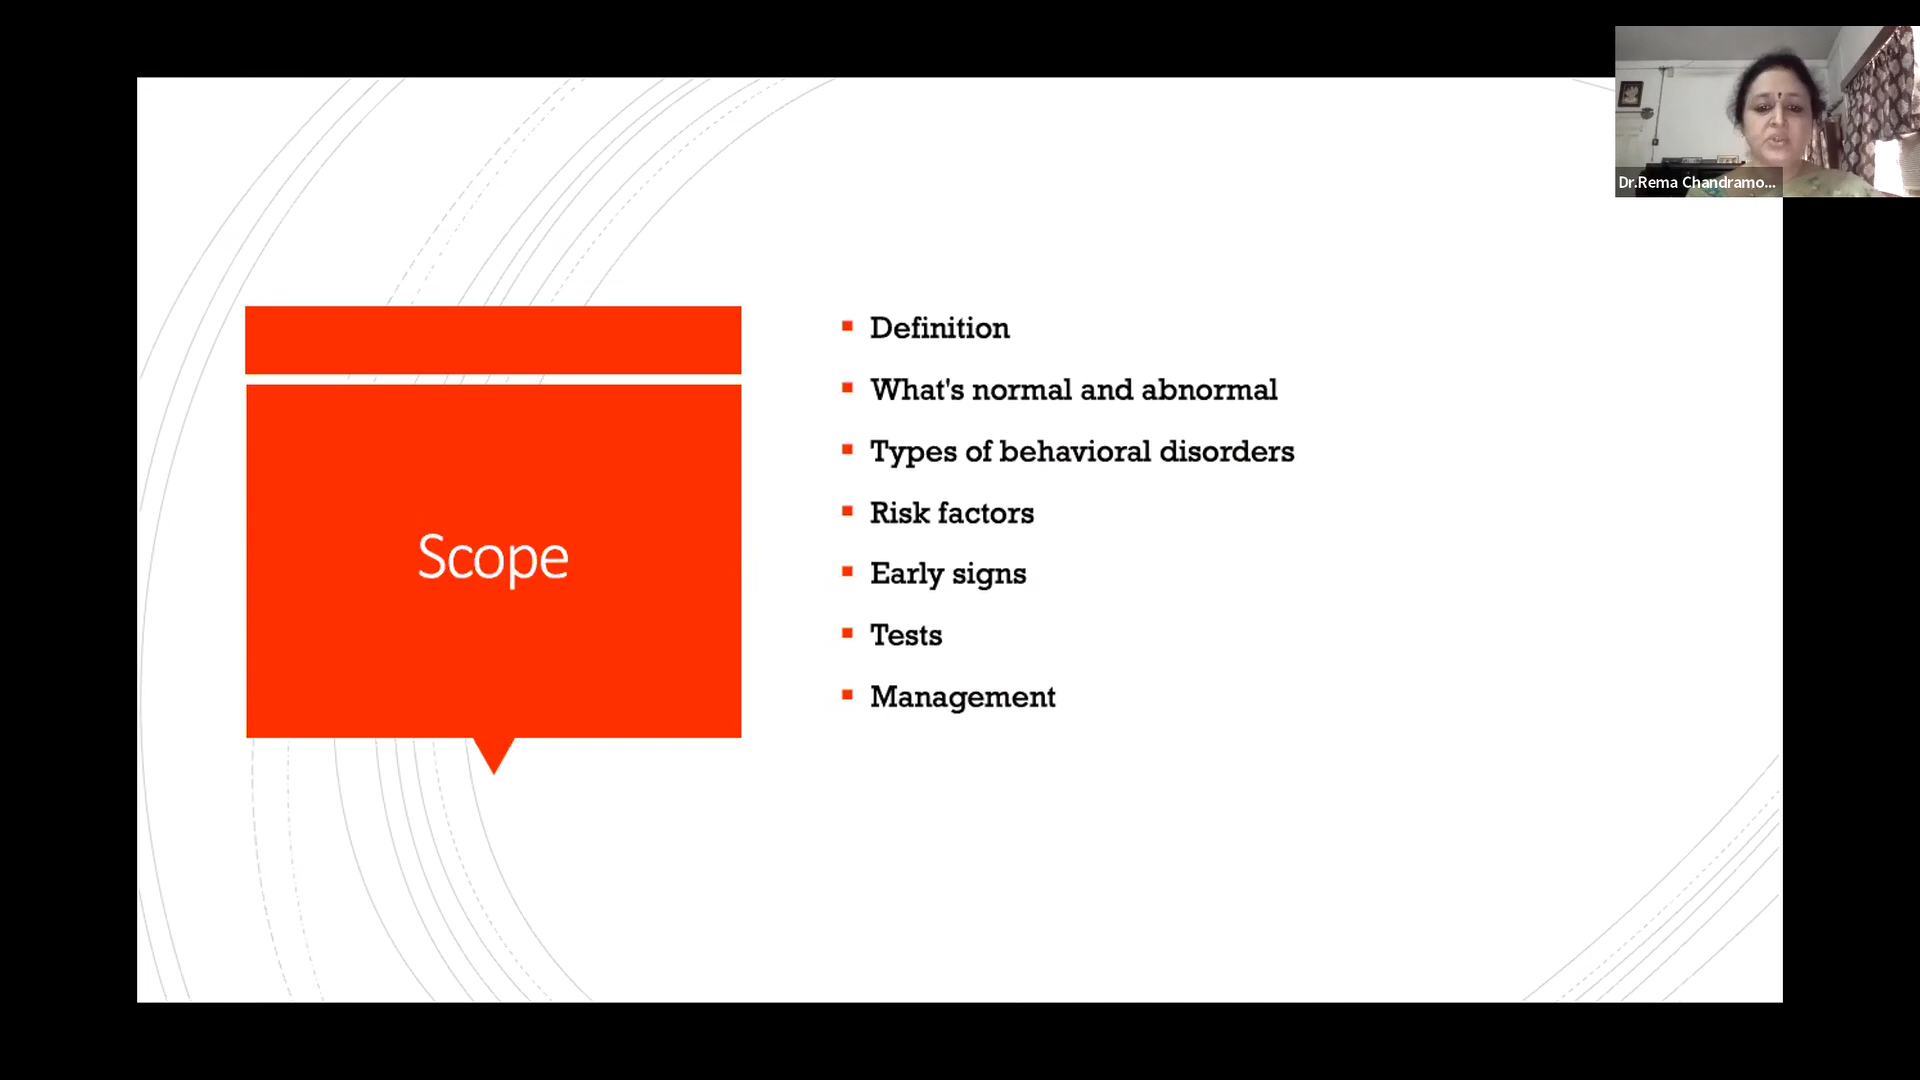 Scope
Definition
What's normal and abnormal
Types of behavioral disorders
Risk factors
Early signs
Tests
Management
Dr.Rema Chandramo...